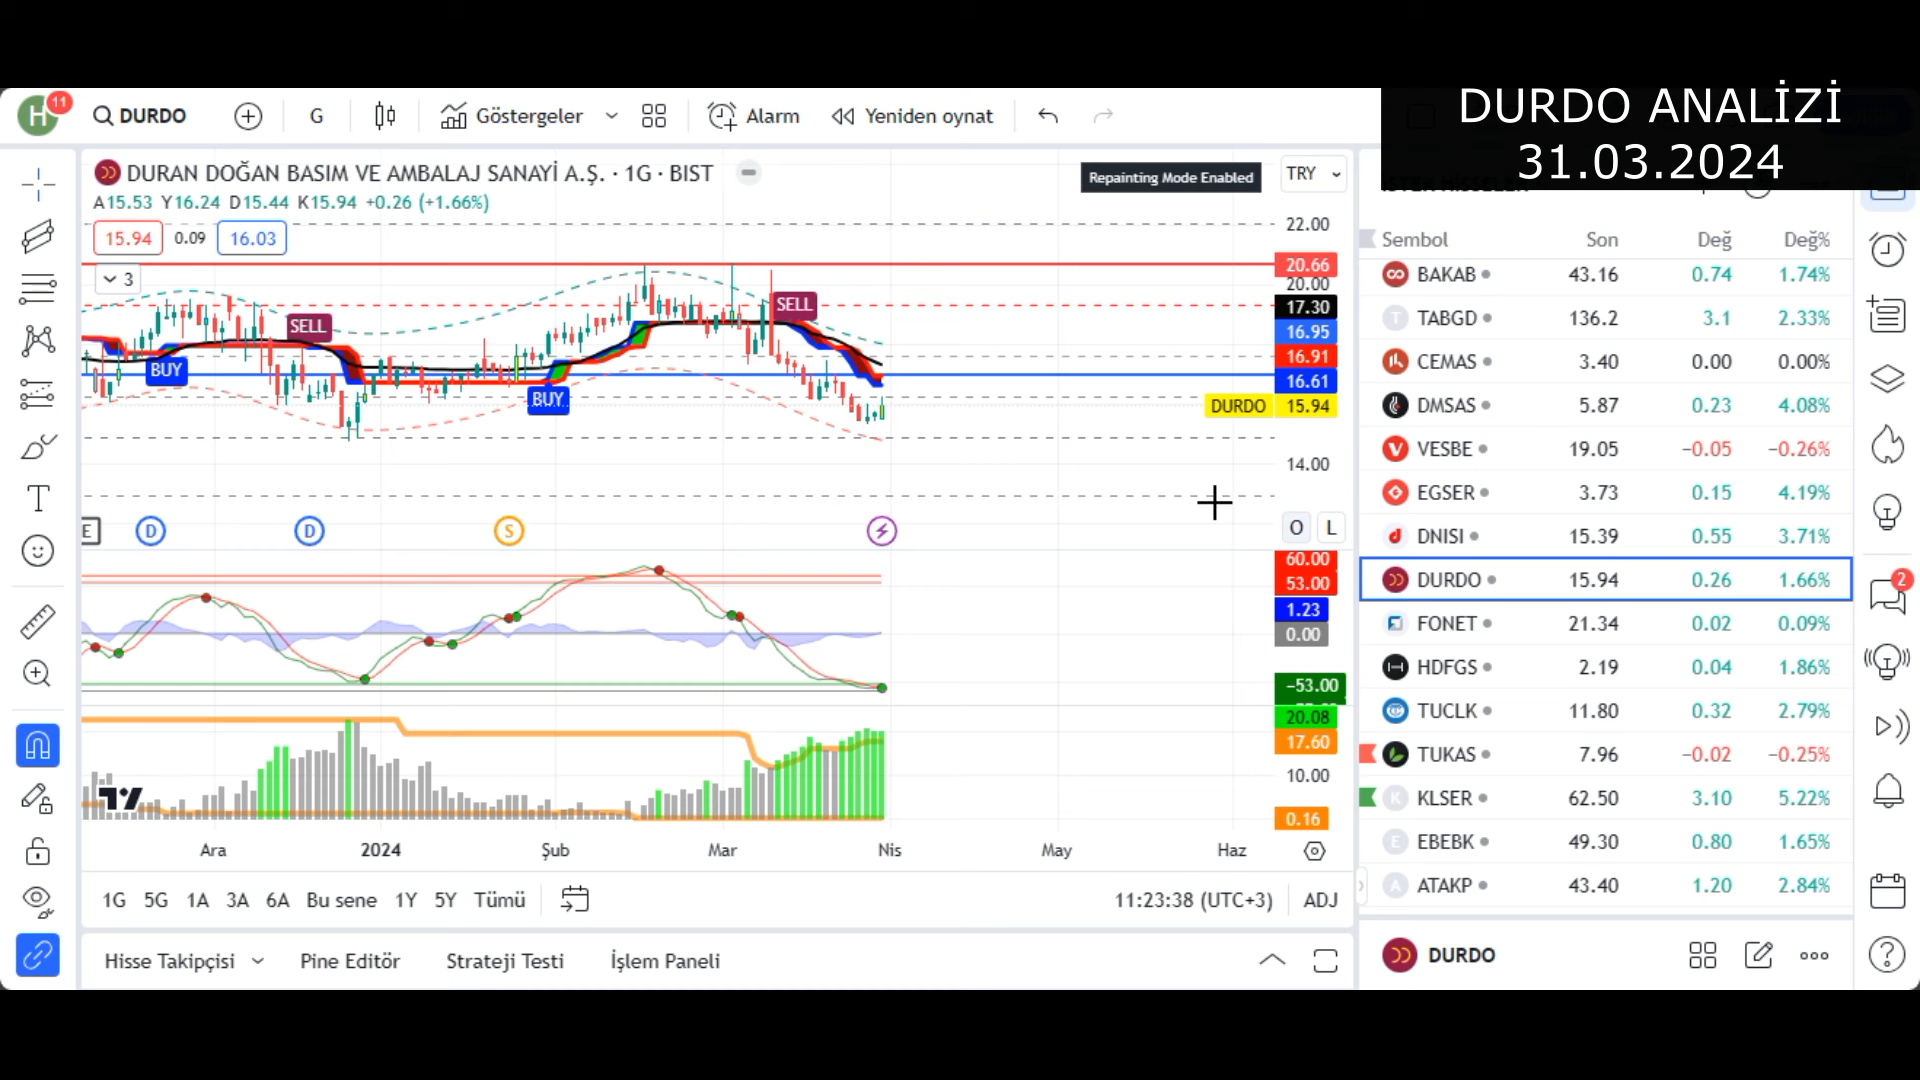 DURDO ANALİZİ
31.03.2024
H
11
DURDO
G
Göstergeler
Alarm
Yeniden oynat
DURAN DOĞAN BASIM VE AMBALAJ SANAYİ A.Ş. · 1G · BIST
Repainting Mode Enabled
TRY
A15.53 Y16.24 D15.44 K15.94 +0.26 (+1.66%)
15.94 0.09 16.03
3
22.00
20.66
20.00
17.30
16.95
16.91
16.61
DURDO 15.94
14.00
SELL
SELL
BUY
BUY
E D D S
O L
60.00
53.00
1.23
0.00
−53.00
20.08
17.60
10.00
0.16
Ara 2024 Şub Mar Nis May Haz
1G 5G 1A 3A 6A Bu sene 1Y 5Y Tümü
11:23:38 (UTC+3) ADJ
Hisse Takipçisi Pine Editör Strateji Testi İşlem Paneli
Sembol Son Değ Değ%
BAKAB 43.16 0.74 1.74%
T TABGD 136.2 3.1 2.33%
CEMAS 3.40 0.00 0.00%
DMSAS 5.87 0.23 4.08%
VESBE 19.05 −0.05 −0.26%
EGSER 3.73 0.15 4.19%
DNISI 15.39 0.55 3.71%
DURDO 15.94 0.26 1.66%
FONET 21.34 0.02 0.09%
HDFGS 2.19 0.04 1.86%
TUCLK 11.80 0.32 2.79%
TUKAS 7.96 −0.02 −0.25%
K KLSER 62.50 3.10 5.22%
E EBEBK 49.30 0.80 1.65%
A ATAKP 43.40 1.20 2.84%
DURDO
2